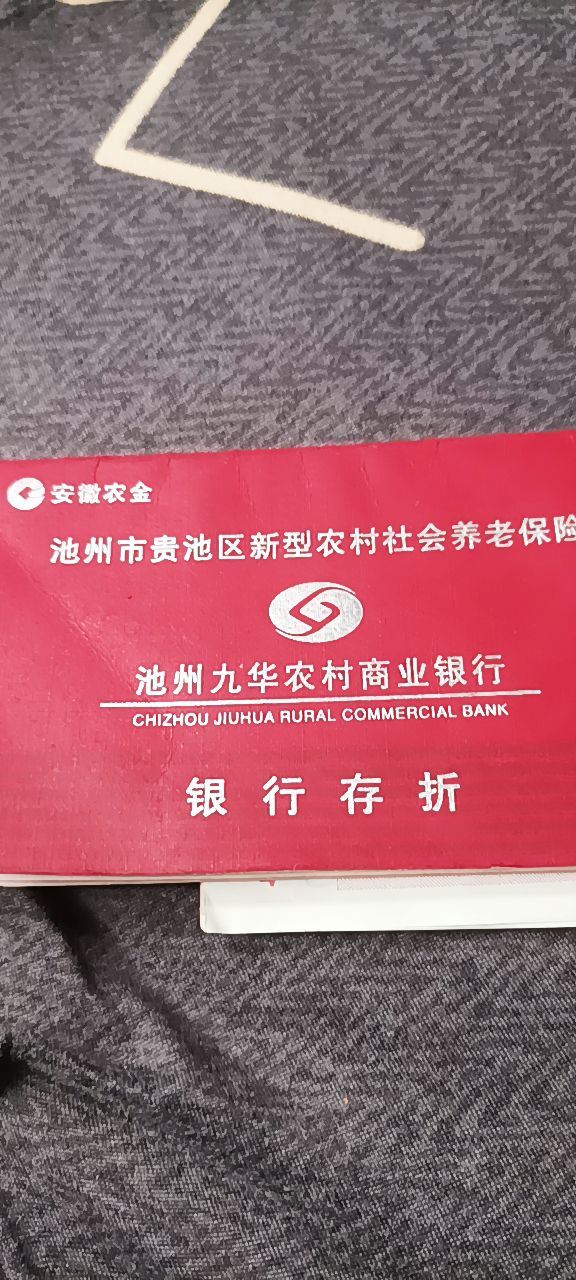 安徽农金
池州市贵池区新型农村社会养老保险
池州九华农村商业银行
CHIZHOU JIUHUA RURAL COMMERCIAL BANK
银行存折